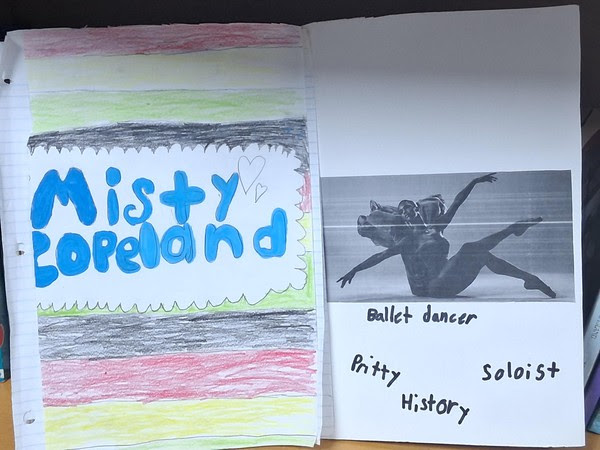 Misty
Copeland
Ballet dancer
Pritty
Soloist
History